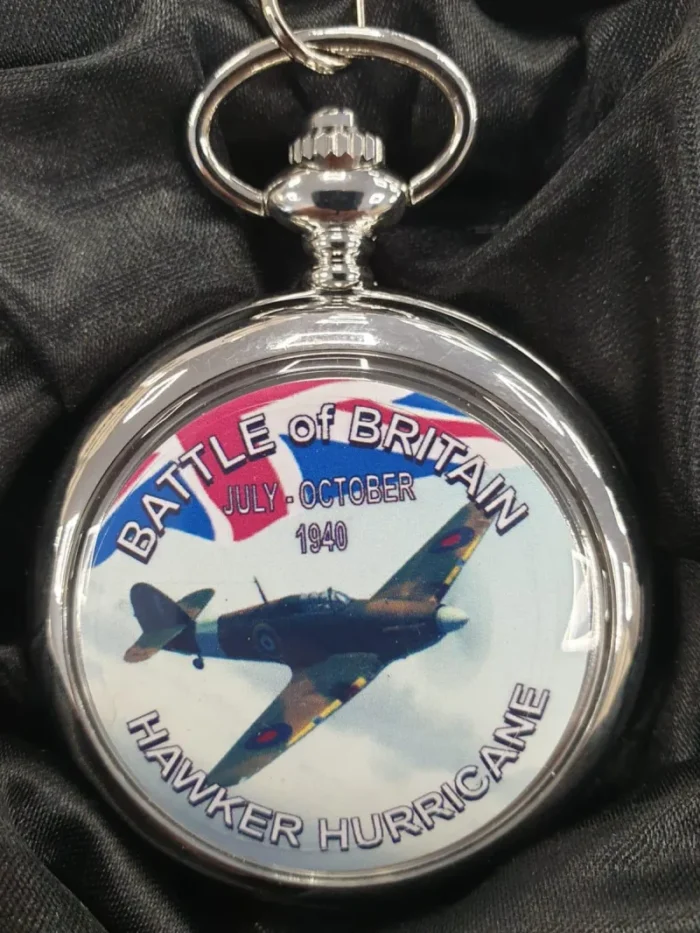 BATTLE of BRITAIN
JULY - OCTOBER
1940
HAWKER HURRICANE